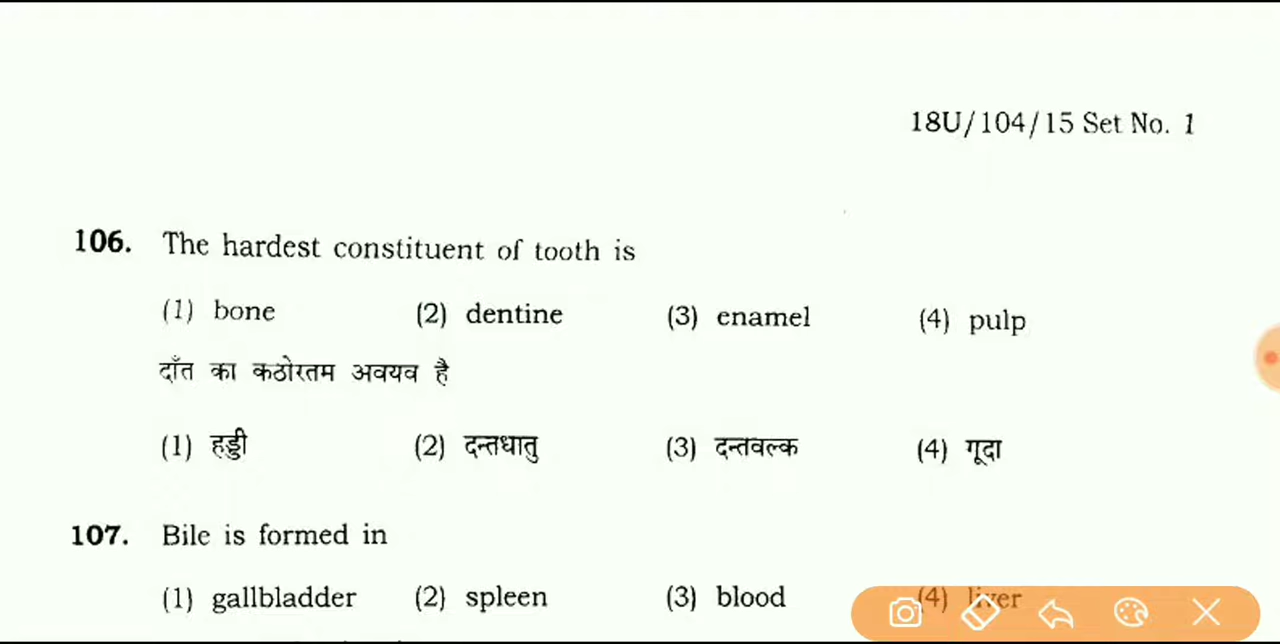 18U/104/15 Set No. 1
106. The hardest constituent of tooth is
(1) bone (2) dentine (3) enamel (4) pulp
दाँत का कठोरतम अवयव है
(1) हड्डी (2) दन्तधातु (3) दन्तवल्क (4) गूदा
107. Bile is formed in
(1) gallbladder (2) spleen (3) blood (4) liver